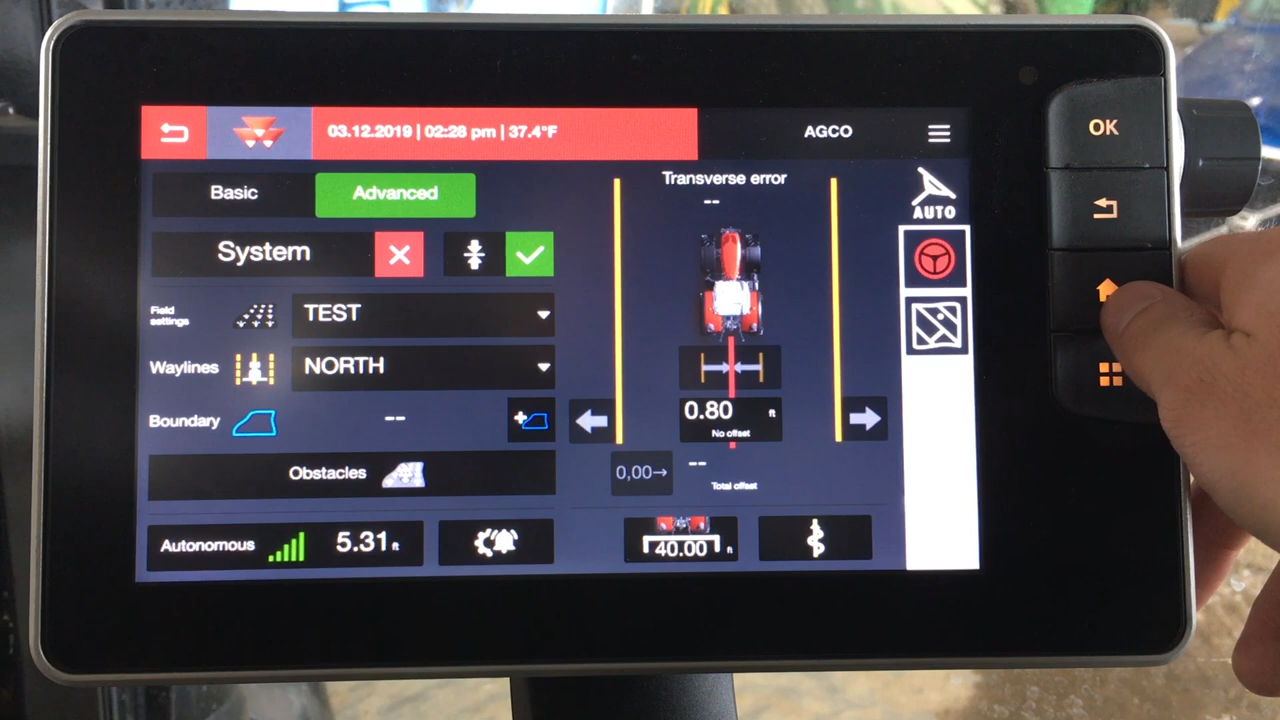 03.12.2019 | 02:28 pm | 37.4°F
AGCO
OK
Basic
Advanced
Transverse error
--
AUTO
System
Field settings
TEST
Waylines
NORTH
0.80 ft
No offset
Boundary
--
Obstacles
0,00→
--
Total offset
Autonomous
5.31 ft
40.00 ft